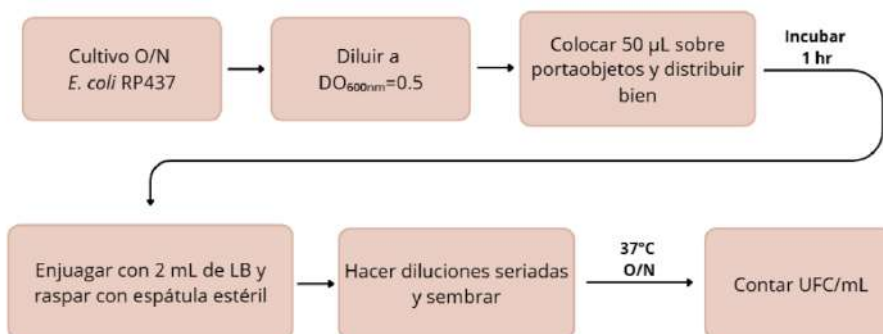 Cultivo O/N
E. coli RP437
Diluir a
DO₆₀₀ₙₘ=0.5
Colocar 50 µL sobre
portaobjetos y distribuir
bien
Incubar
1 hr
Enjuagar con 2 mL de LB y
raspar con espátula estéril
Hacer diluciones seriadas
y sembrar
37°C
O/N
Contar UFC/mL